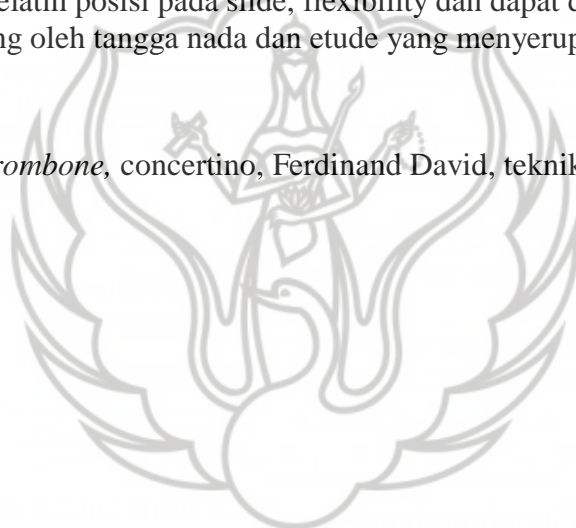 elatih posisi pada slide, flexibility dan dapat d
ng oleh tangga nada dan etude yang menyerup
rombone, concertino, Ferdinand David, teknik